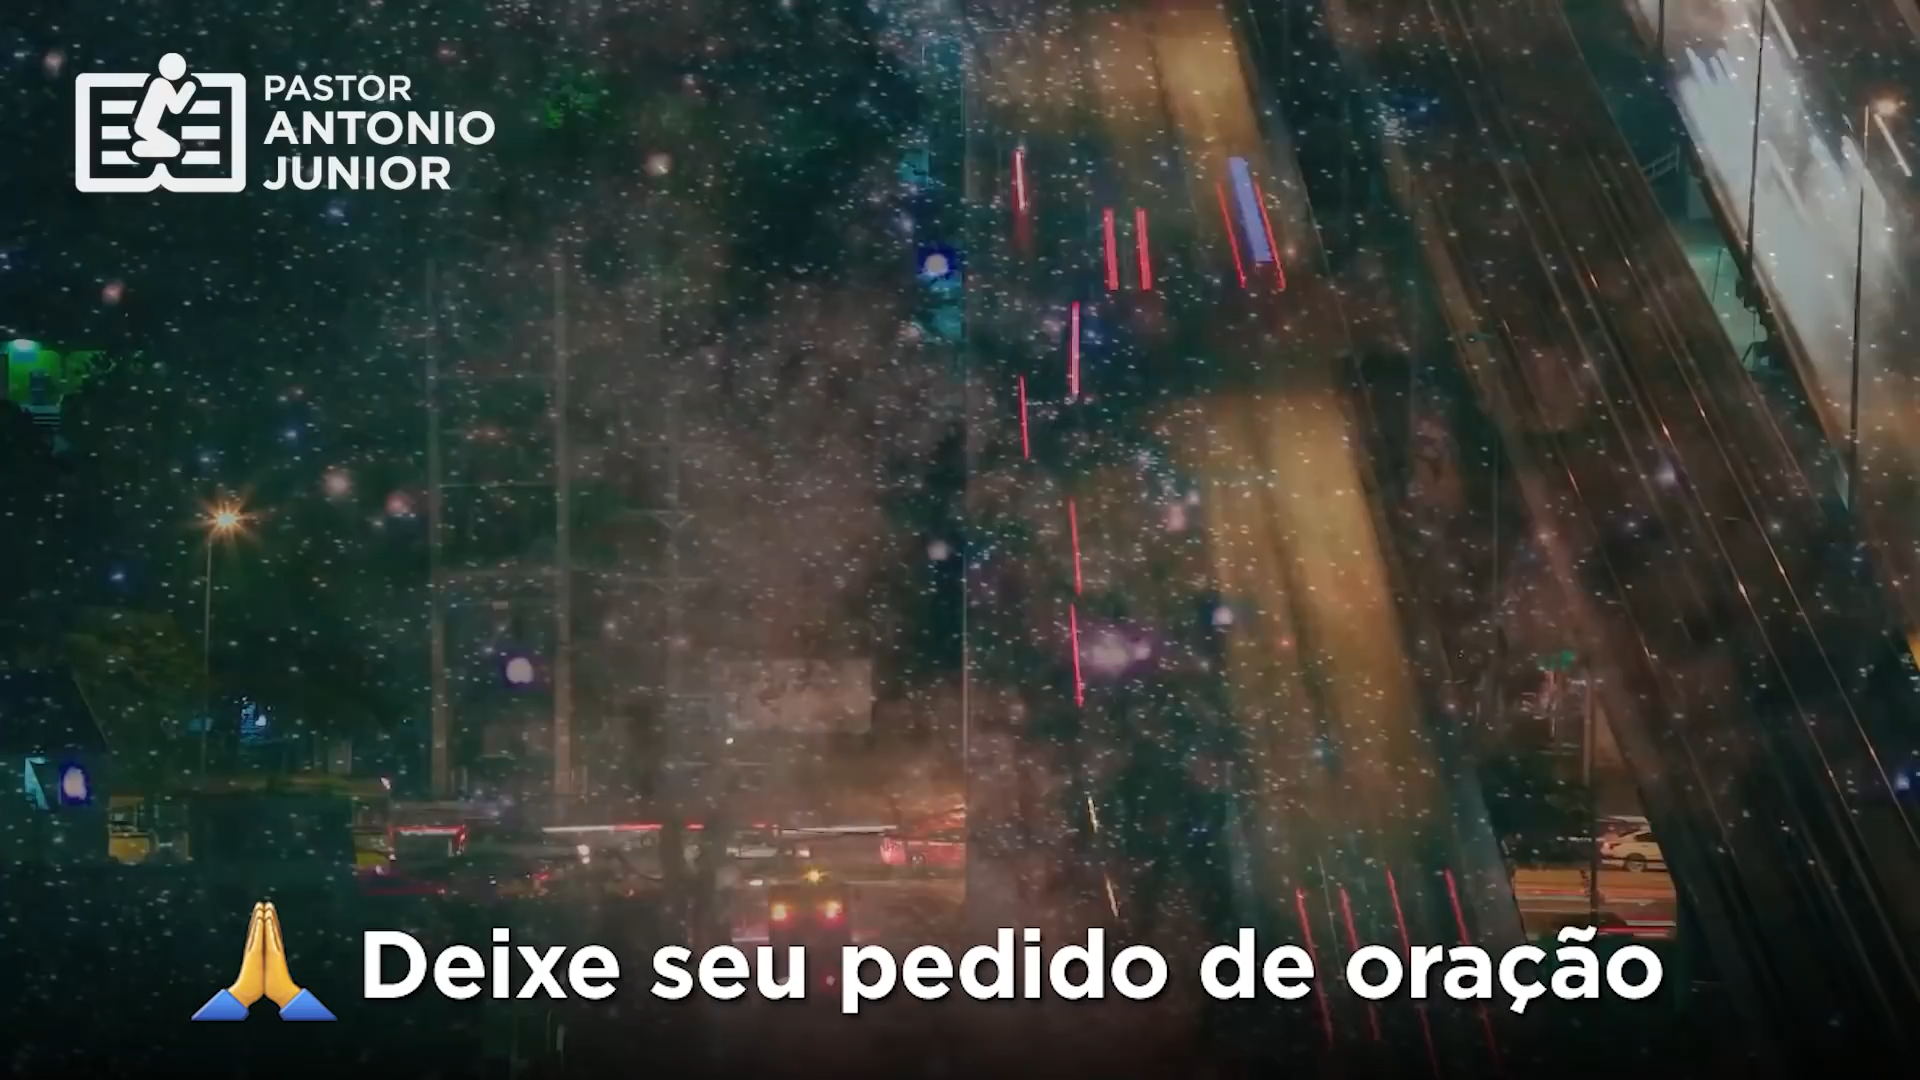 PASTOR
ANTONIO
JUNIOR
🙏 Deixe seu pedido de oração